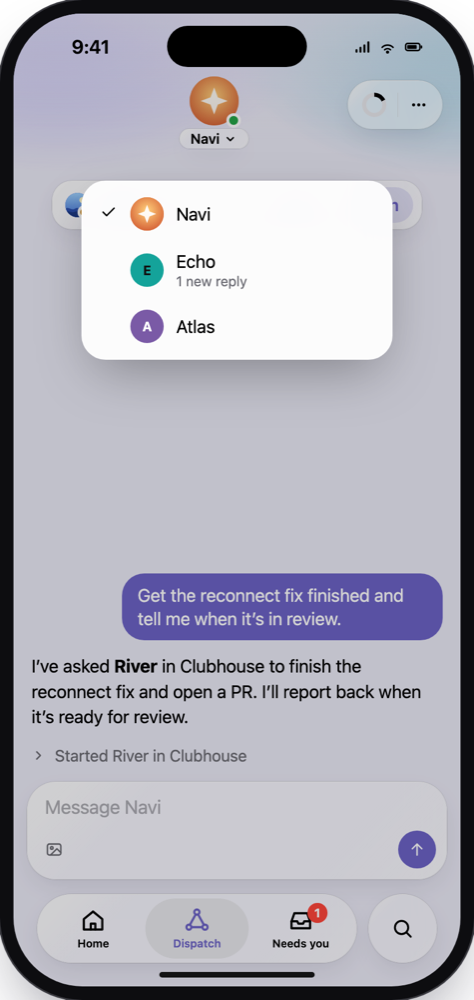 9:41
Navi
Navi
E
Echo
1 new reply
A
Atlas
Get the reconnect fix finished and
tell me when it’s in review.
I’ve asked River in Clubhouse to finish the
reconnect fix and open a PR. I’ll report back when
it’s ready for review.
Started River in Clubhouse
Message Navi
Home
Dispatch
Needs you
1